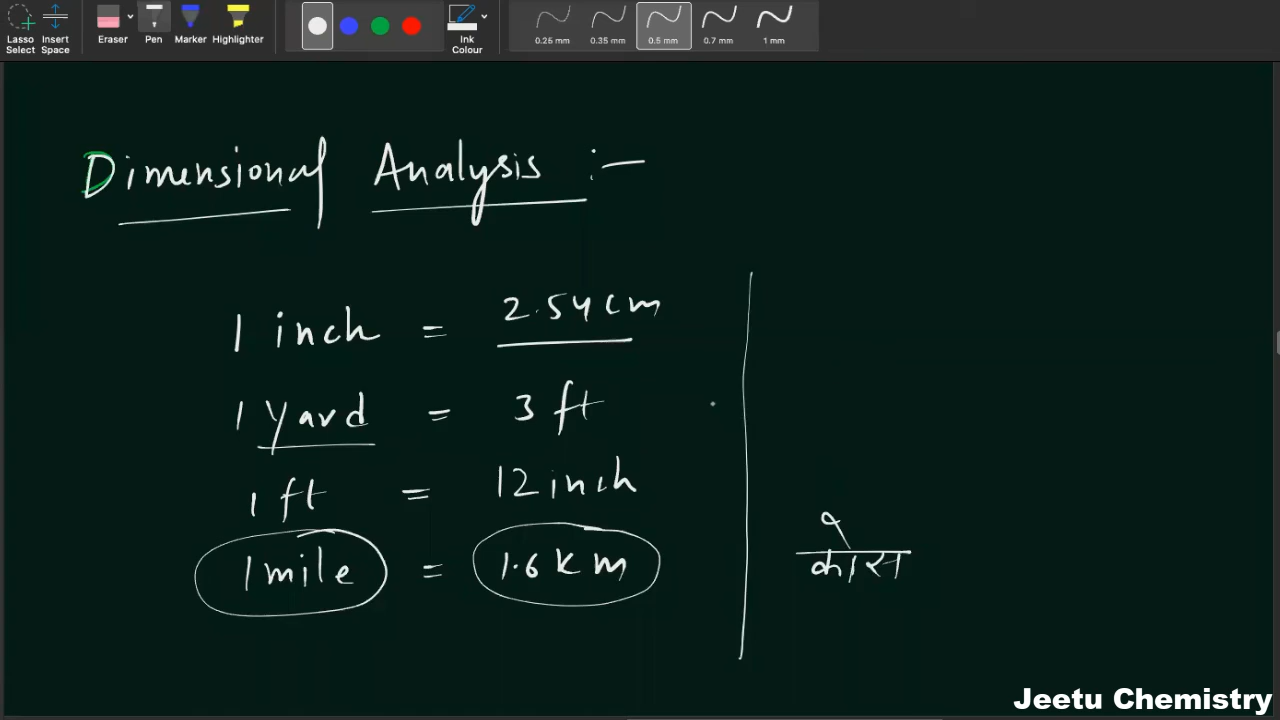 Lasso Select
Insert Space
Eraser
Pen
Marker
Highlighter
Ink Colour
0.25 mm
0.35 mm
0.5 mm
0.7 mm
1 mm
Dimensional Analysis :—
1 inch = 2.54 cm
1 Yard = 3 ft
1 ft = 12 inch
1 mile = 1.6 km
Jeetu Chemistry